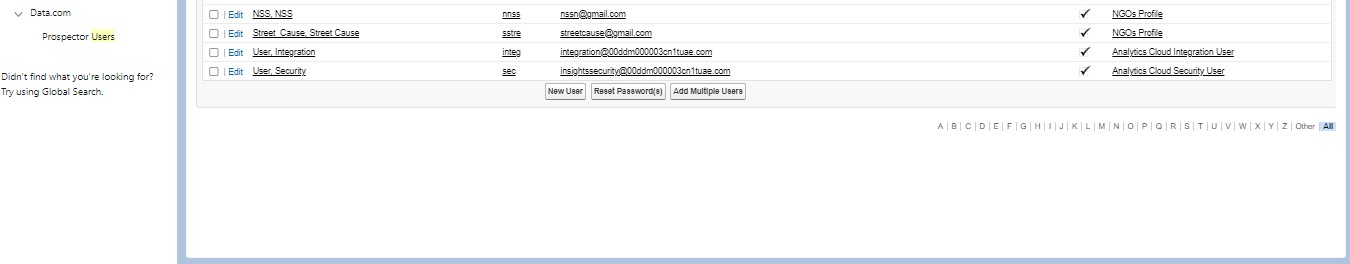 Data.com
Prospector Users
Didn't find what you're looking for?
Try using Global Search.
| Edit NSS, NSS nnss nssn@gmail.com ✓ NGOs Profile
| Edit Street_Cause, Street Cause sstre streetcause@gmail.com ✓ NGOs Profile
| Edit User, Integration integ integration@00ddm000003cn1tuae.com ✓ Analytics Cloud Integration User
| Edit User, Security sec insightssecurity@00ddm000003cn1tuae.com ✓ Analytics Cloud Security User
New User Reset Password(s) Add Multiple Users
A | B | C | D | E | F | G | H | I | J | K | L | M | N | O | P | Q | R | S | T | U | V | W | X | Y | Z | Other All